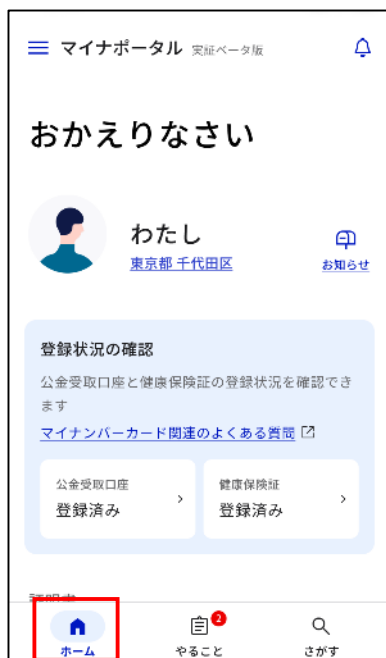 マイナポータル 実証ベータ版
おかえりなさい
わたし
東京都 千代田区
お知らせ
登録状況の確認
公金受取口座と健康保険証の登録状況を確認でき
ます
マイナンバーカード関連のよくある質問
公金受取口座
登録済み
健康保険証
登録済み
2
ホーム
やること
さがす